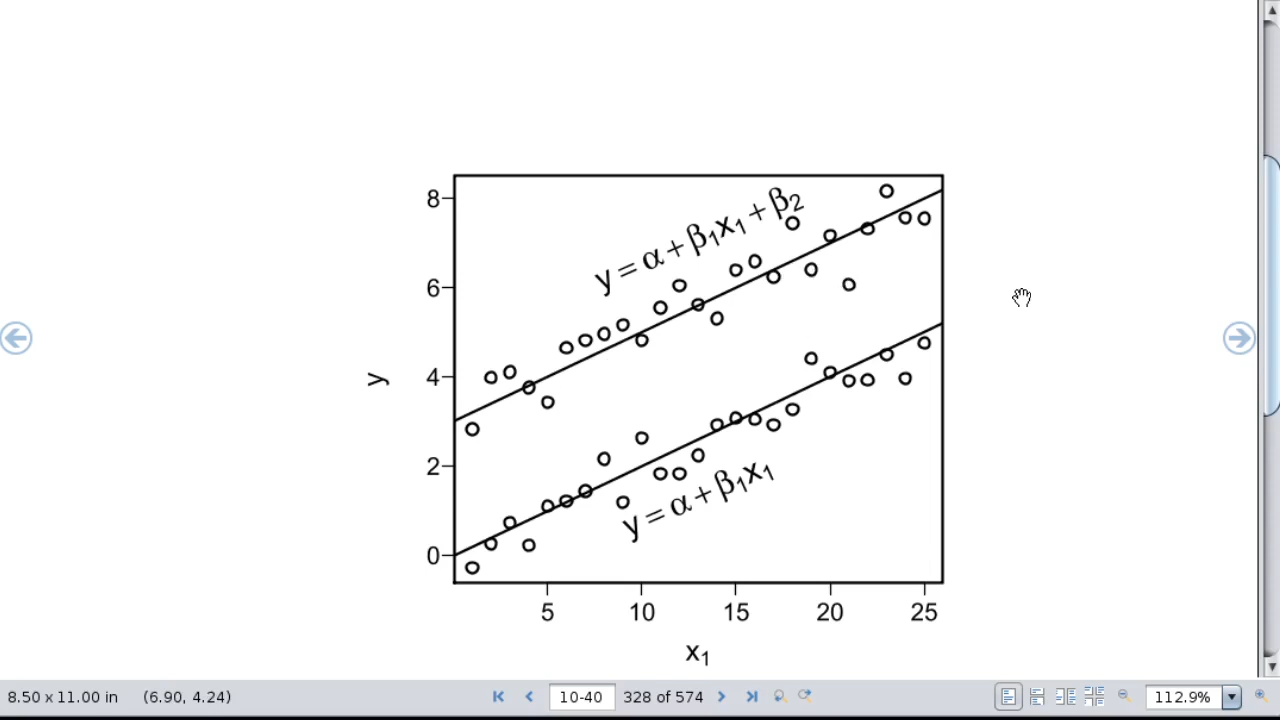 8
6
4
2
0
y
y = α + β₁x₁ + β₂
y = α + β₁x₁
5 10 15 20 25
x₁
8.50 x 11.00 in (6.90, 4.24) 10-40 328 of 574 112.9%